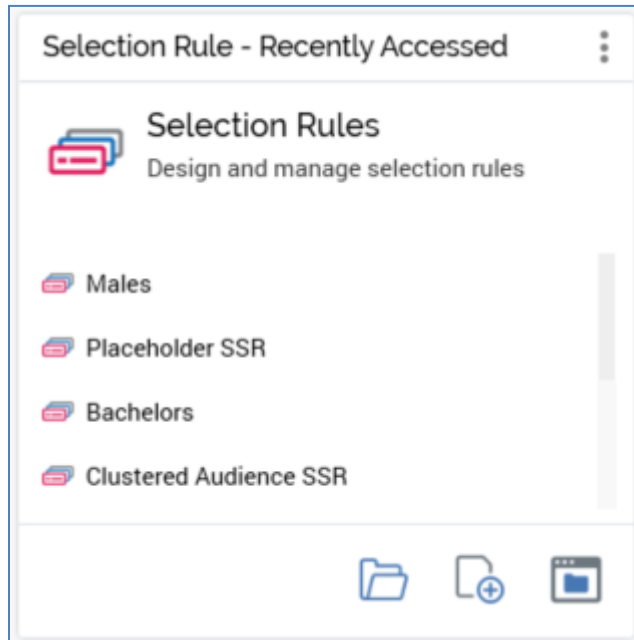 Selection Rule - Recently Accessed
Selection Rules
Design and manage selection rules
Males
Placeholder SSR
Bachelors
Clustered Audience SSR